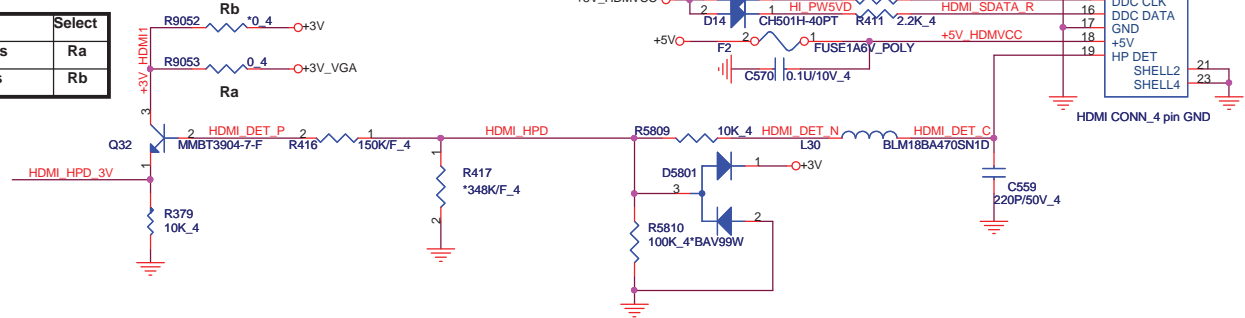 Select
s Ra
s Rb
Rb
R9052 *0_4 +3V
R9053 0_4 +3V_VGA
Ra
+3V_HDMI1
3
Q32
2 HDMI_DET_P 2 1 HDMI_HPD
MMBT3904-7-F R416 150K/F_4
1
HDMI_HPD_3V
R379
10K_4
1
R417
*348K/F_4
2
R5809 10K_4 HDMI_DET_N HDMI_DET_C
L30 BLM18BA470SN1D
D5801 1 +3V
3
2
R5810
100K_4*BAV99W
C559
220P/50V_4
+5V_HDMVCC
2 1 HI_PW5VD HDMI_SDATA_R 16
D14 CH501H-40PT R411 2.2K_4
+5V 2 1 +5V_HDMVCC 18
F2 FUSE1A6V_POLY
C570 0.1U/10V_4
17
19
DDC CLK
DDC DATA
GND
+5V
HP DET
SHELL2 21
SHELL4 23
HDMI CONN_4 pin GND